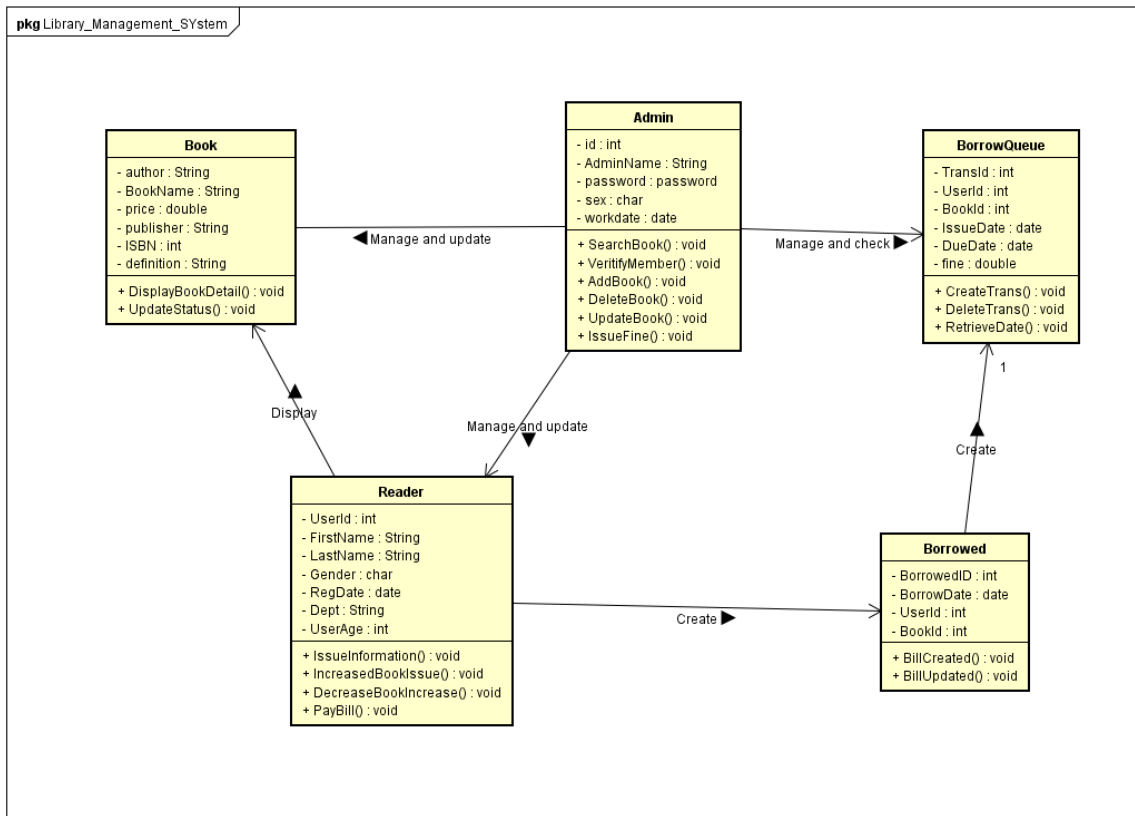 pkg Library_Management_SYstem
Book
- author : String
- BookName : String
- price : double
- publisher : String
- ISBN : int
- definition : String
+ DisplayBookDetail() : void
+ UpdateStatus() : void
Manage and update
Admin
- id : int
- AdminName : String
- password : password
- sex : char
- workdate : date
+ SearchBook() : void
+ VeritifyMember() : void
+ AddBook() : void
+ DeleteBook() : void
+ UpdateBook() : void
+ IssueFine() : void
Manage and check
BorrowQueue
- TransId : int
- UserId : int
- BookId : int
- IssueDate : date
- DueDate : date
- fine : double
+ CreateTrans() : void
+ DeleteTrans() : void
+ RetrieveDate() : void
1
Display
Manage and update
Create
Reader
- UserId : int
- FirstName : String
- LastName : String
- Gender : char
- RegDate : date
- Dept : String
- UserAge : int
+ IssueInformation() : void
+ IncreasedBookIssue() : void
+ DecreaseBookIncrease() : void
+ PayBill() : void
Create
Borrowed
- BorrowedID : int
- BorrowDate : date
- UserId : int
- BookId : int
+ BillCreated() : void
+ BillUpdated() : void